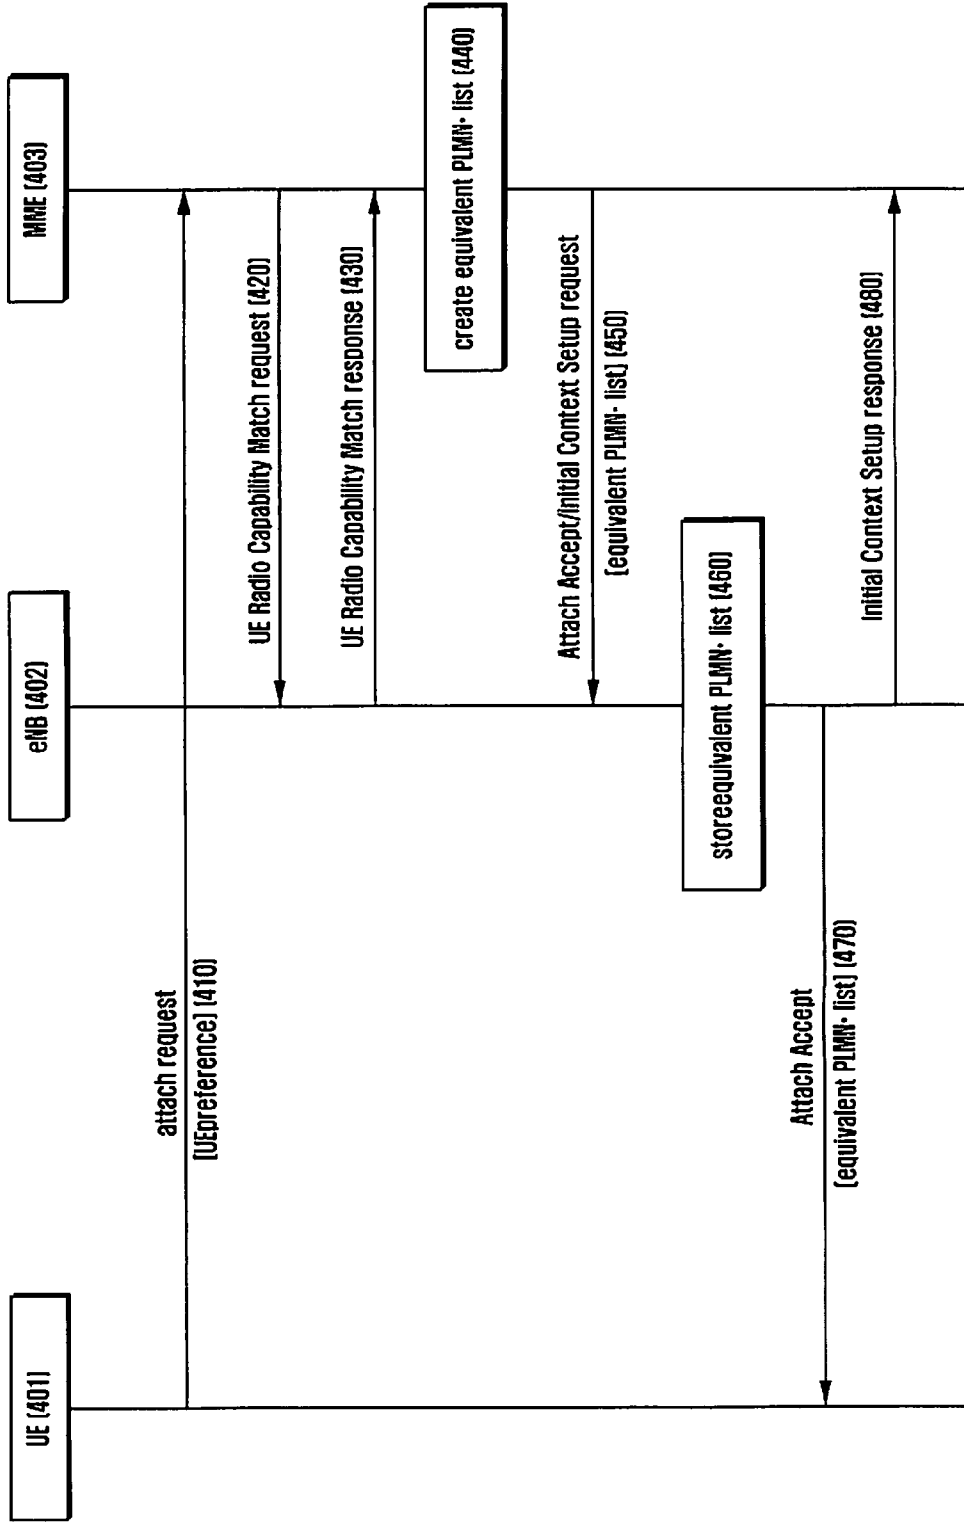 UE (401)
eNB (402)
MME (403)
attach request
[UEpreference] (410)
UE Radio Capability Match request (420)
UE Radio Capability Match response (430)
create equivalent PLMN• list (440)
Attach Accept/Initial Context Setup request
(equivalent PLMN• list) (450)
storeequivalent PLMN• list (460)
Attach Accept
(equivalent PLMN• list) (470)
Initial Context Setup response (480)